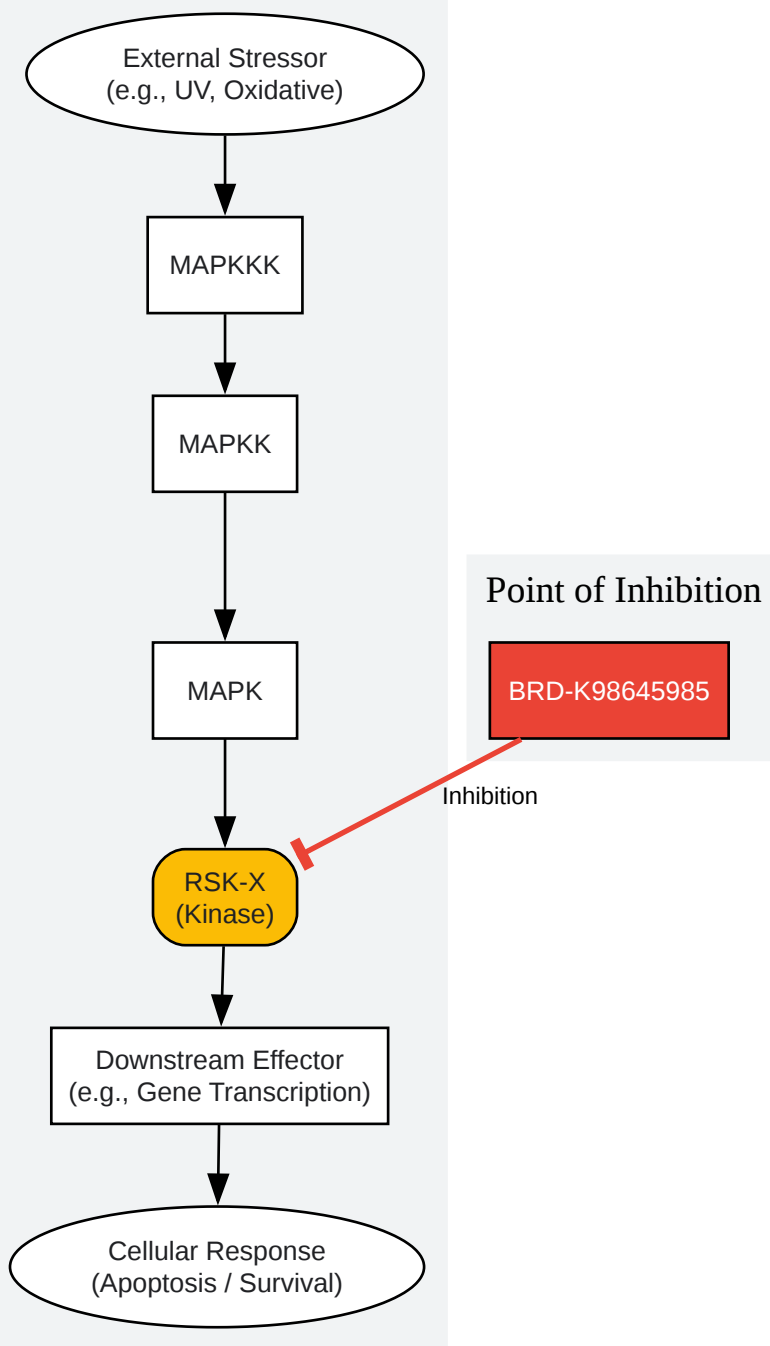 External Stressor
(e.g., UV, Oxidative)
MAPKKK
MAPKK
Point of Inhibition
MAPK
BRD-K98645985
Inhibition
RSK-X
(Kinase)
Downstream Effector
(e.g., Gene Transcription)
Cellular Response
(Apoptosis / Survival)